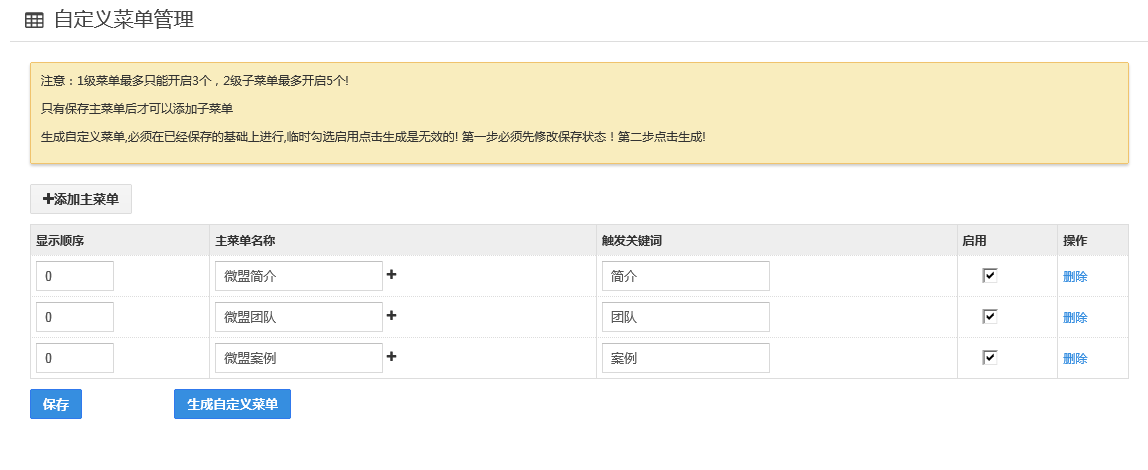 自定义菜单管理
注意：1级菜单最多只能开启3个，2级子菜单最多开启5个!
只有保存主菜单后才可以添加子菜单
生成自定义菜单,必须在已经保存的基础上进行,临时勾选启用点击生成是无效的! 第一步必须先修改保存状态！第二步点击生成!
+添加主菜单
显示顺序 主菜单名称 触发关键词 启用 操作
0 微盟简介 + 简介 删除
0 微盟团队 + 团队 删除
0 微盟案例 + 案例 删除
保存 生成自定义菜单